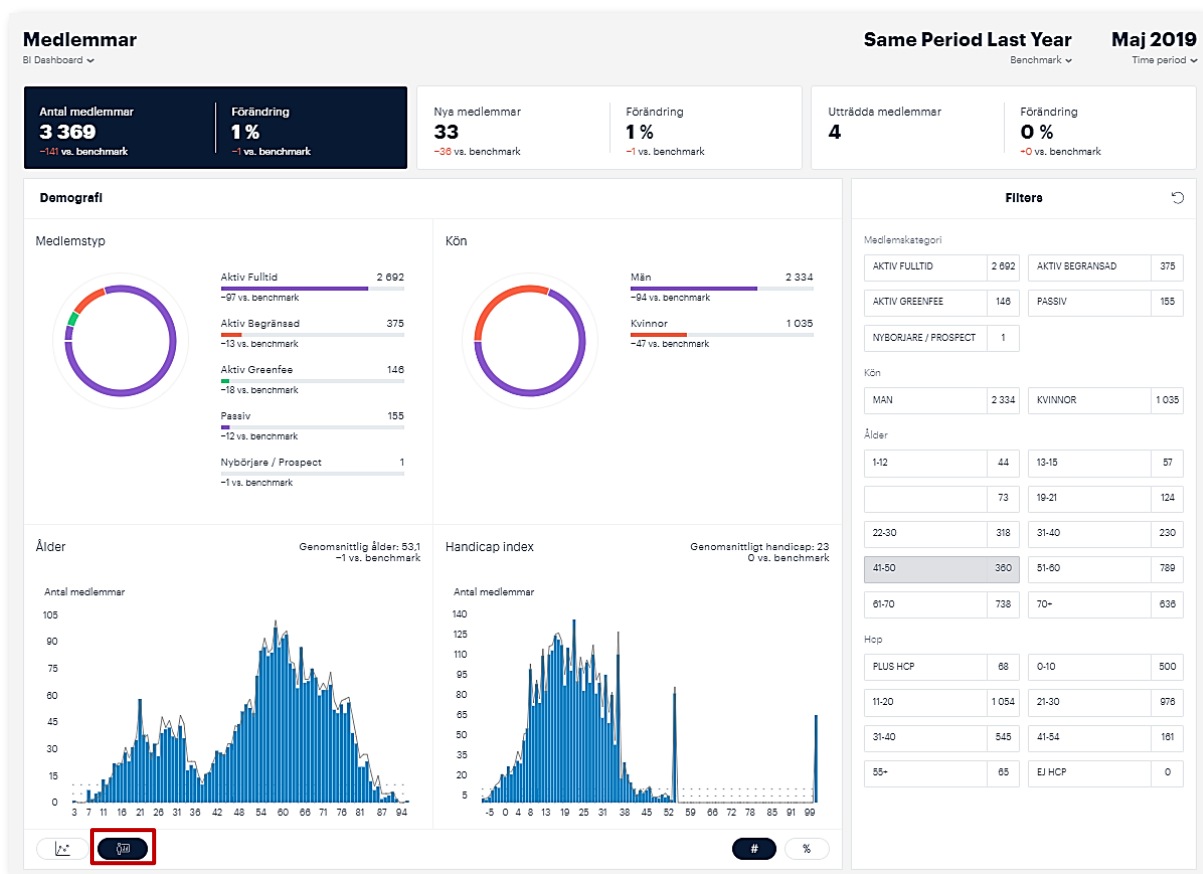 Medlemmar
BI Dashboard
Same Period Last Year
Benchmark
Maj 2019
Time period
Antal medlemmar
3 369
-141 vs. benchmark
Förändring
1 %
-1 vs. benchmark
Nya medlemmar
33
-36 vs. benchmark
Förändring
1 %
-1 vs. benchmark
Utträdda medlemmar
4
Förändring
0 %
+0 vs. benchmark
Demografi
Medlemstyp
Aktiv Fulltid 2 692
-97 vs. benchmark
Aktiv Begränsad 375
-13 vs. benchmark
Aktiv Greenfee 146
-18 vs. benchmark
Passiv 155
-12 vs. benchmark
Nybörjare / Prospect 1
-1 vs. benchmark
Kön
Män 2 334
-94 vs. benchmark
Kvinnor 1 035
-47 vs. benchmark
Ålder
Genomsnittlig ålder: 53,1
-1 vs. benchmark
Antal medlemmar
105
90
75
60
45
30
15
0
3 7 11 16 21 26 31 36 42 48 54 60 66 71 76 81 87 94
Handicap index
Genomsnittligt handicap: 23
0 vs. benchmark
Antal medlemmar
140
125
110
95
80
65
50
35
20
5
-5 0 4 8 13 19 25 31 38 45 52 59 66 72 78 85 91 99
# %
Filters
Medlemskategori
AKTIV FULLTID 2 692 AKTIV BEGRANSAD 375
AKTIV GREENFEE 146 PASSIV 155
NYBORJARE / PROSPECT 1
Kön
MAN 2 334 KVINNOR 1 035
Ålder
1-12 44 13-15 57
73 19-21 124
22-30 318 31-40 230
41-50 360 51-60 789
61-70 738 70+ 636
Hcp
PLUS HCP 68 0-10 500
11-20 1 054 21-30 976
31-40 545 41-54 161
55+ 65 EJ HCP 0